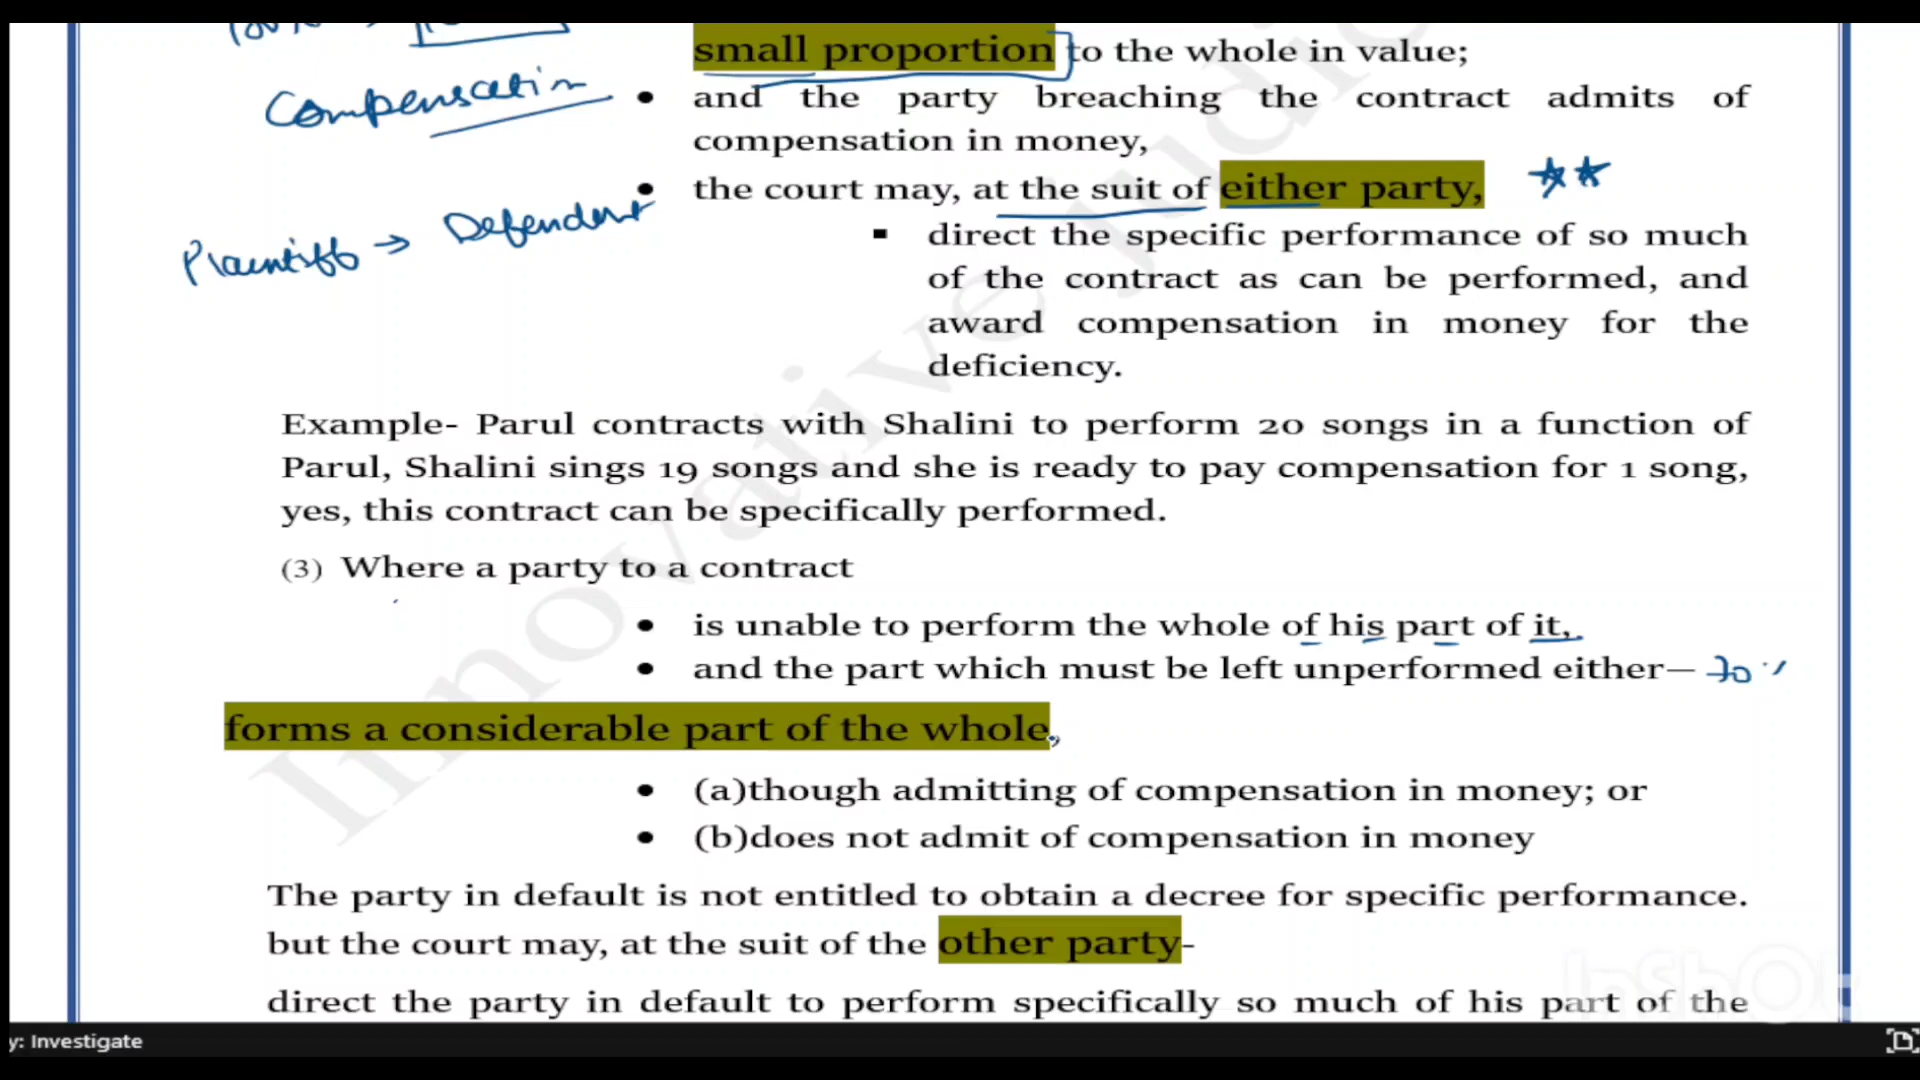 small proportion to the whole in value;
Compensation
• and the party breaching the contract admits of
compensation in money,
• the court may, at the suit of either party,
Plaintiff → Defendent
▪ direct the specific performance of so much
of the contract as can be performed, and
award compensation in money for the
deficiency.
Example- Parul contracts with Shalini to perform 20 songs in a function of
Parul, Shalini sings 19 songs and she is ready to pay compensation for 1 song,
yes, this contract can be specifically performed.
(3) Where a party to a contract
• is unable to perform the whole of his part of it,
• and the part which must be left unperformed either—
forms a considerable part of the whole,
• (a)though admitting of compensation in money; or
• (b)does not admit of compensation in money
The party in default is not entitled to obtain a decree for specific performance.
but the court may, at the suit of the other party-
direct the party in default to perform specifically so much of his part of the
Innovative judic
InShot
y: Investigate